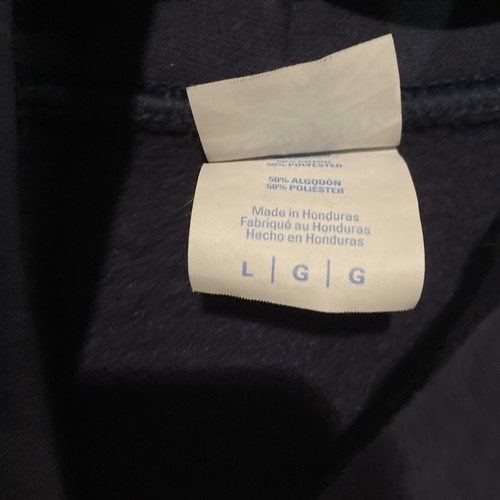 50% POLYESTER
50% ALGODÓN
50% POLIÉSTER
Made in Honduras
Fabriqué au Honduras
Hecho en Honduras
L | G | G